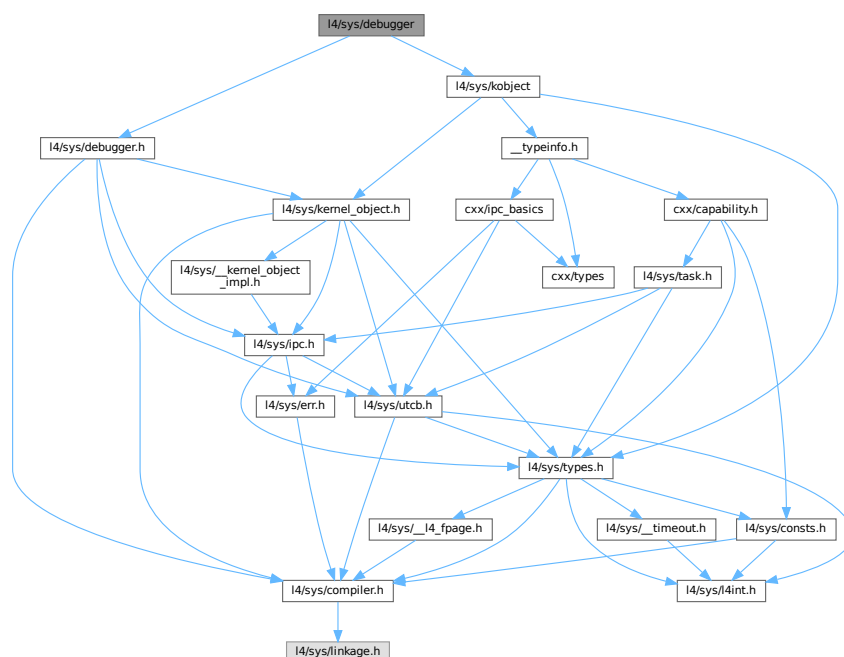 l4/sys/debugger
l4/sys/kobject
l4/sys/debugger.h
__typeinfo.h
l4/sys/kernel_object.h
cxx/ipc_basics
cxx/capability.h
l4/sys/__kernel_object
_impl.h
cxx/types
l4/sys/task.h
l4/sys/ipc.h
l4/sys/err.h
l4/sys/utcb.h
l4/sys/types.h
l4/sys/__l4_fpage.h
l4/sys/__timeout.h
l4/sys/consts.h
l4/sys/compiler.h
l4/sys/l4int.h
l4/sys/linkage.h